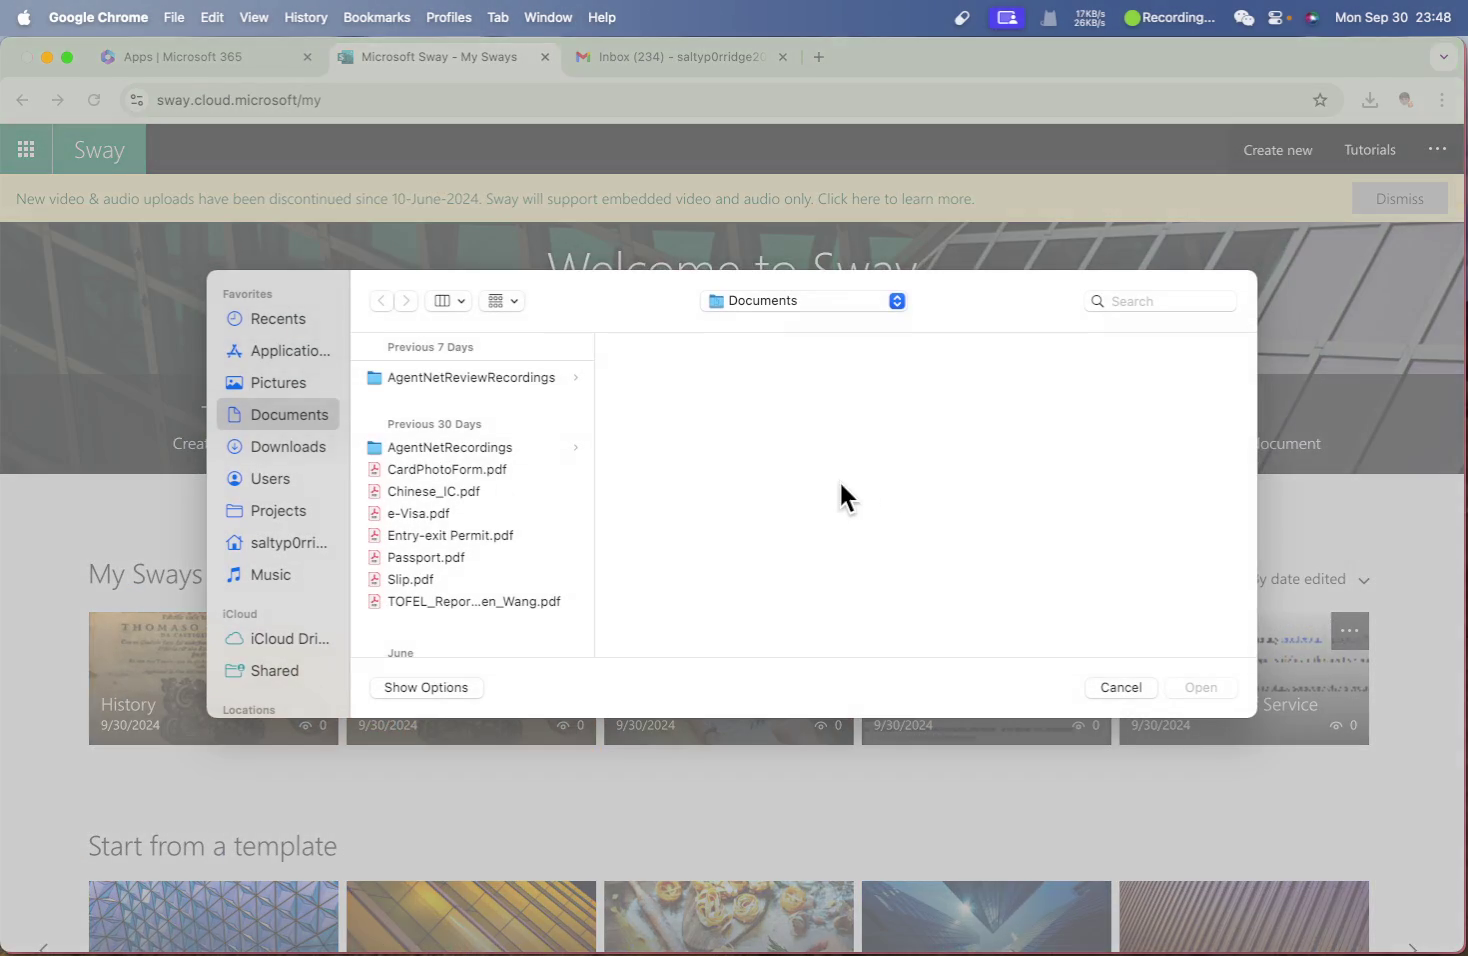 Google Chrome File Edit View History Bookmarks Profiles Tab Window Help 17KB/s 26KB/s Recording... Mon Sep 30 23:48
Apps | Microsoft 365 Microsoft Sway - My Sways Inbox (234) - saltyp0rridge20
sway.cloud.microsoft/my
Sway Create new Tutorials
New video & audio uploads have been discontinued since 10-June-2024. Sway will support embedded video and audio only. Click here to learn more. Dismiss
Welcome to Sway
Favorites
Recents
Applicatio...
Pictures
Documents
Downloads
Users
Projects
saltyp0rri...
Music
iCloud
iCloud Dri...
Shared
Locations
Documents
Search
Previous 7 Days
AgentNetReviewRecordings
Previous 30 Days
AgentNetRecordings
CardPhotoForm.pdf
Chinese_IC.pdf
e-Visa.pdf
Entry-exit Permit.pdf
Passport.pdf
Slip.pdf
TOFEL_Repor...en_Wang.pdf
June
Show Options Cancel Open
My Sways
By date edited
History
9/30/2024 0
9/30/2024 0
9/30/2024 0
9/30/2024 0
Service
9/30/2024 0
Start from a template